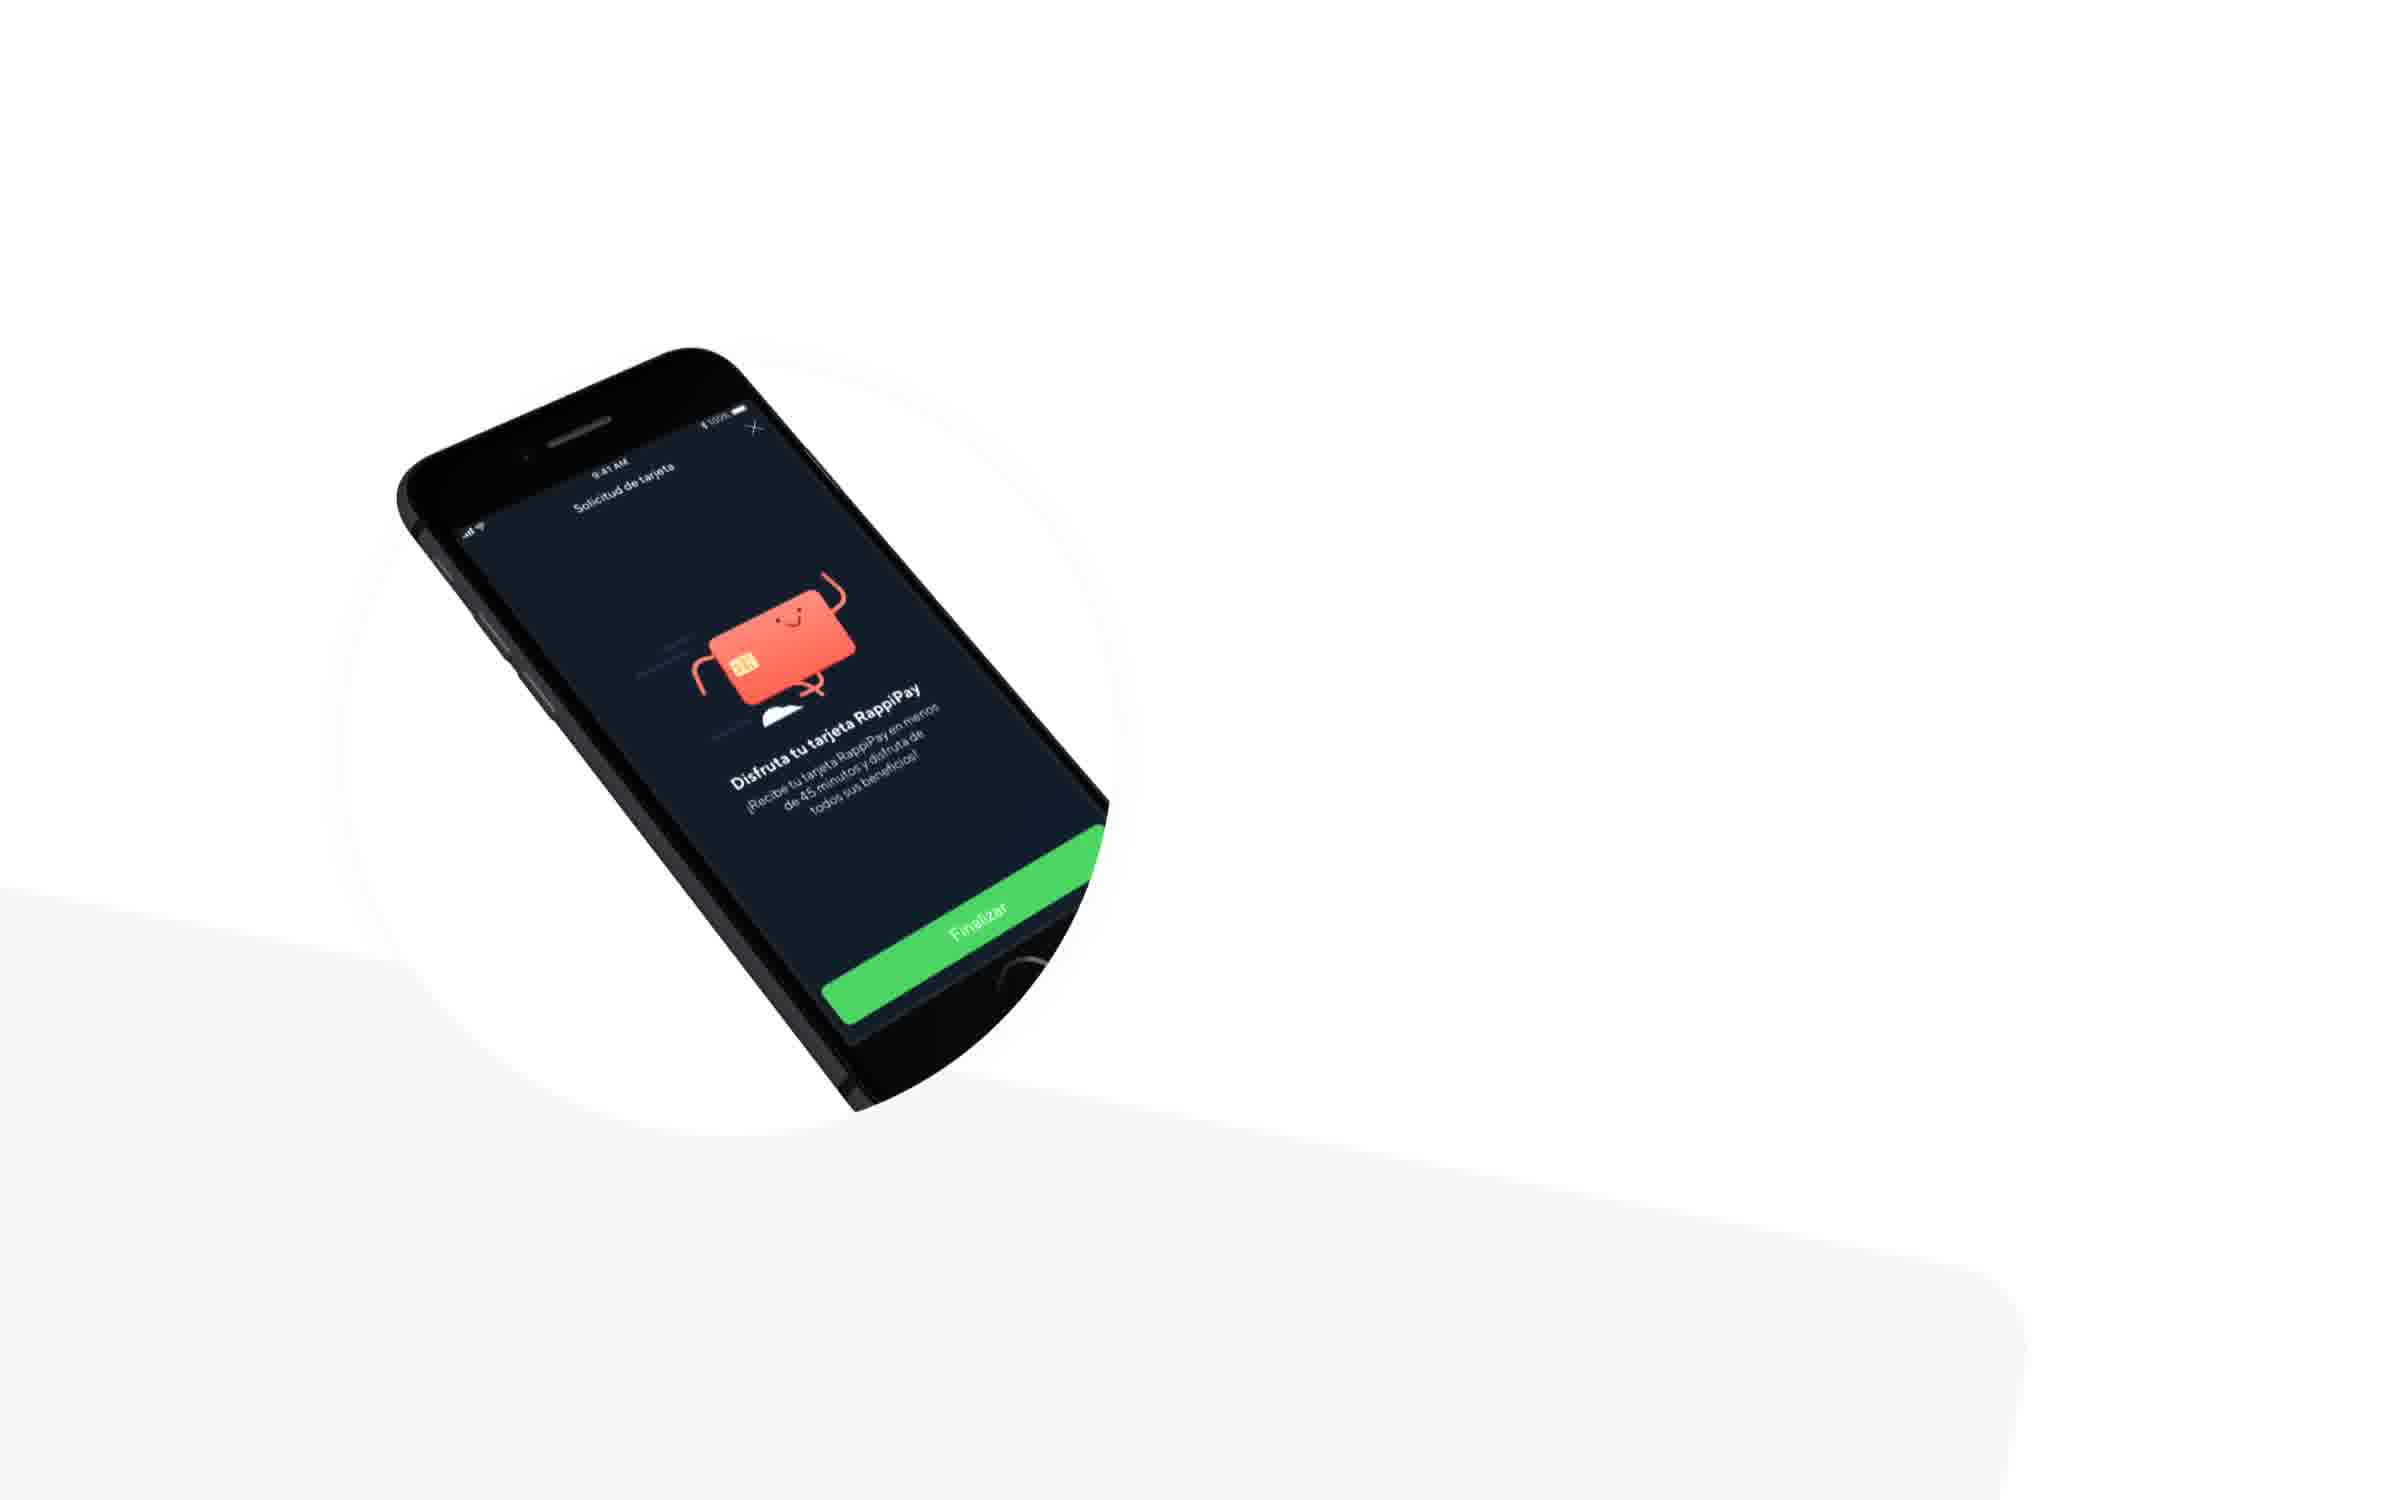 100%
9:41 AM
Solicitud de tarjeta
Disfruta tu tarjeta RappiPay
¡Recibe tu tarjeta RappiPay en menos
de 45 minutos y disfruta de
todos sus beneficios!
Finalizar